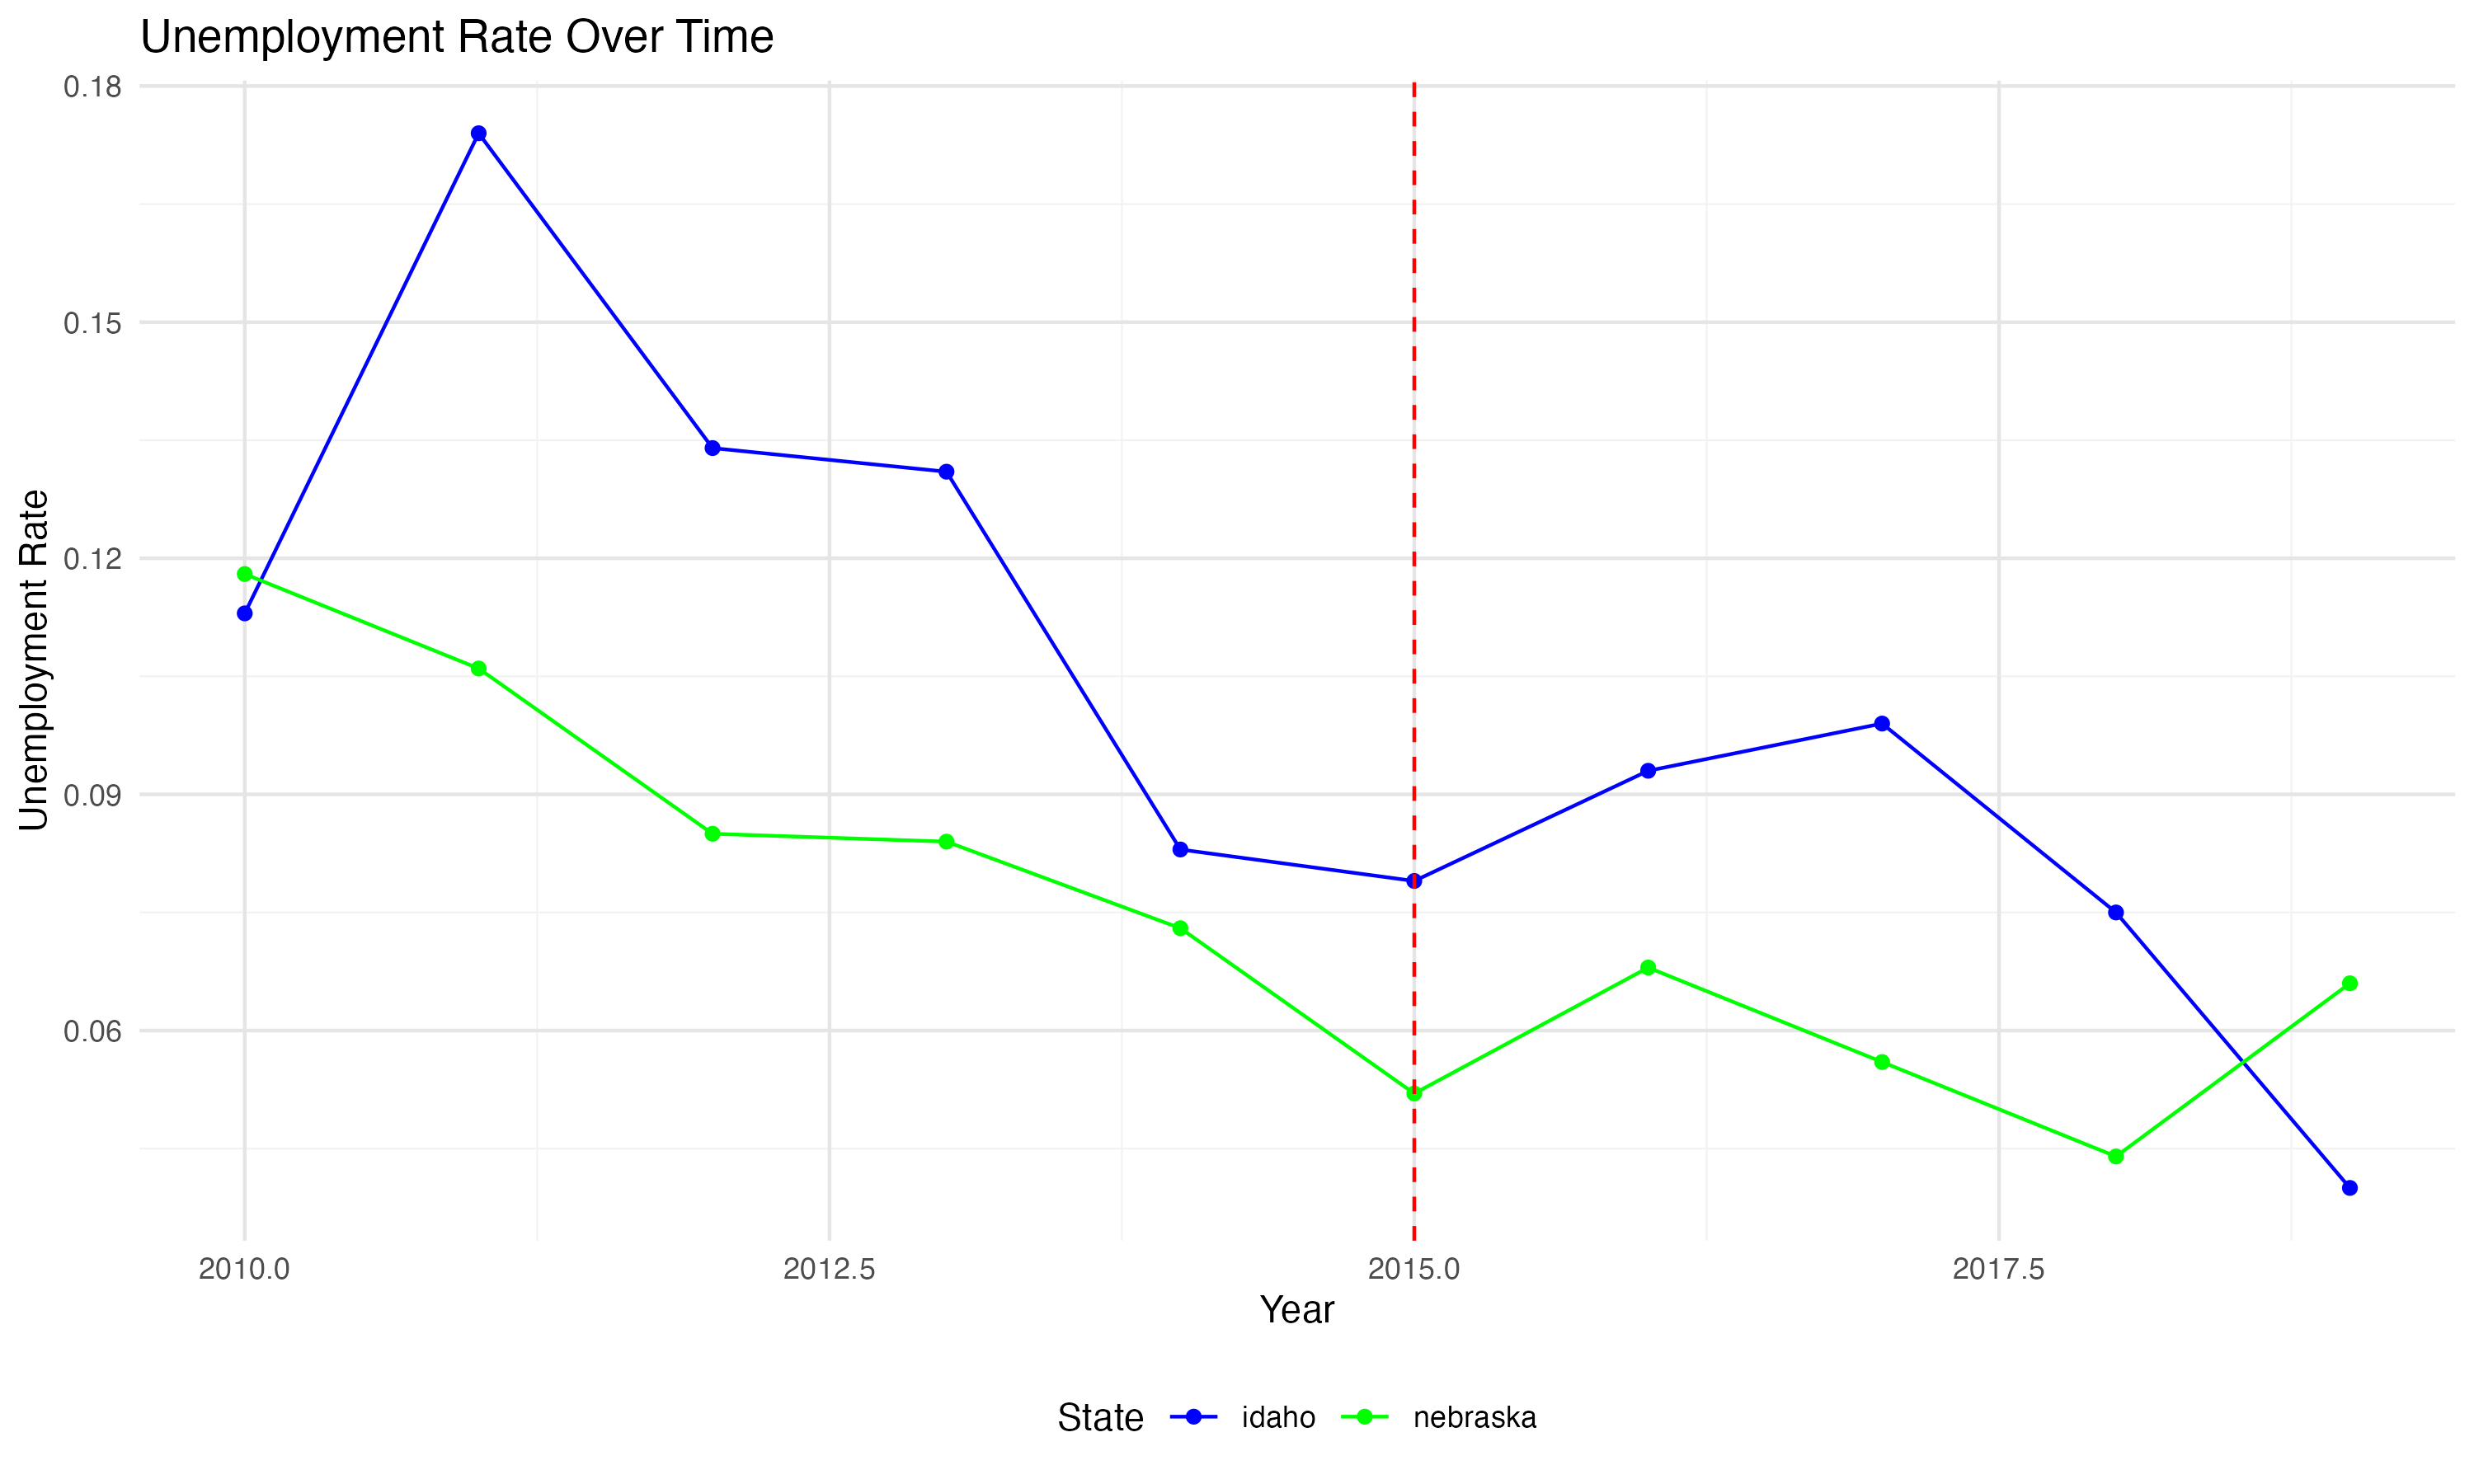 Unemployment Rate Over Time
Unemployment Rate
0.18
0.15
0.12
0.09
0.06
2010.0 2012.5 2015.0 2017.5
Year
State idaho nebraska